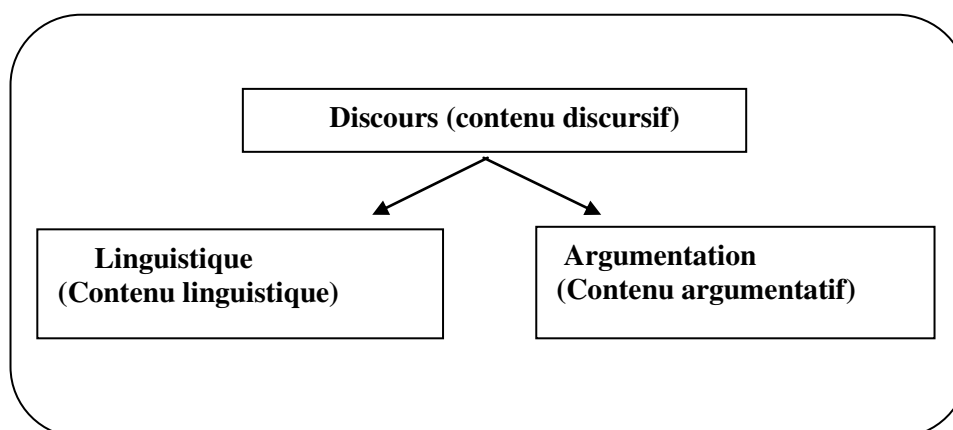 Discours (contenu discursif)
Linguistique
(Contenu linguistique)
Argumentation
(Contenu argumentatif)